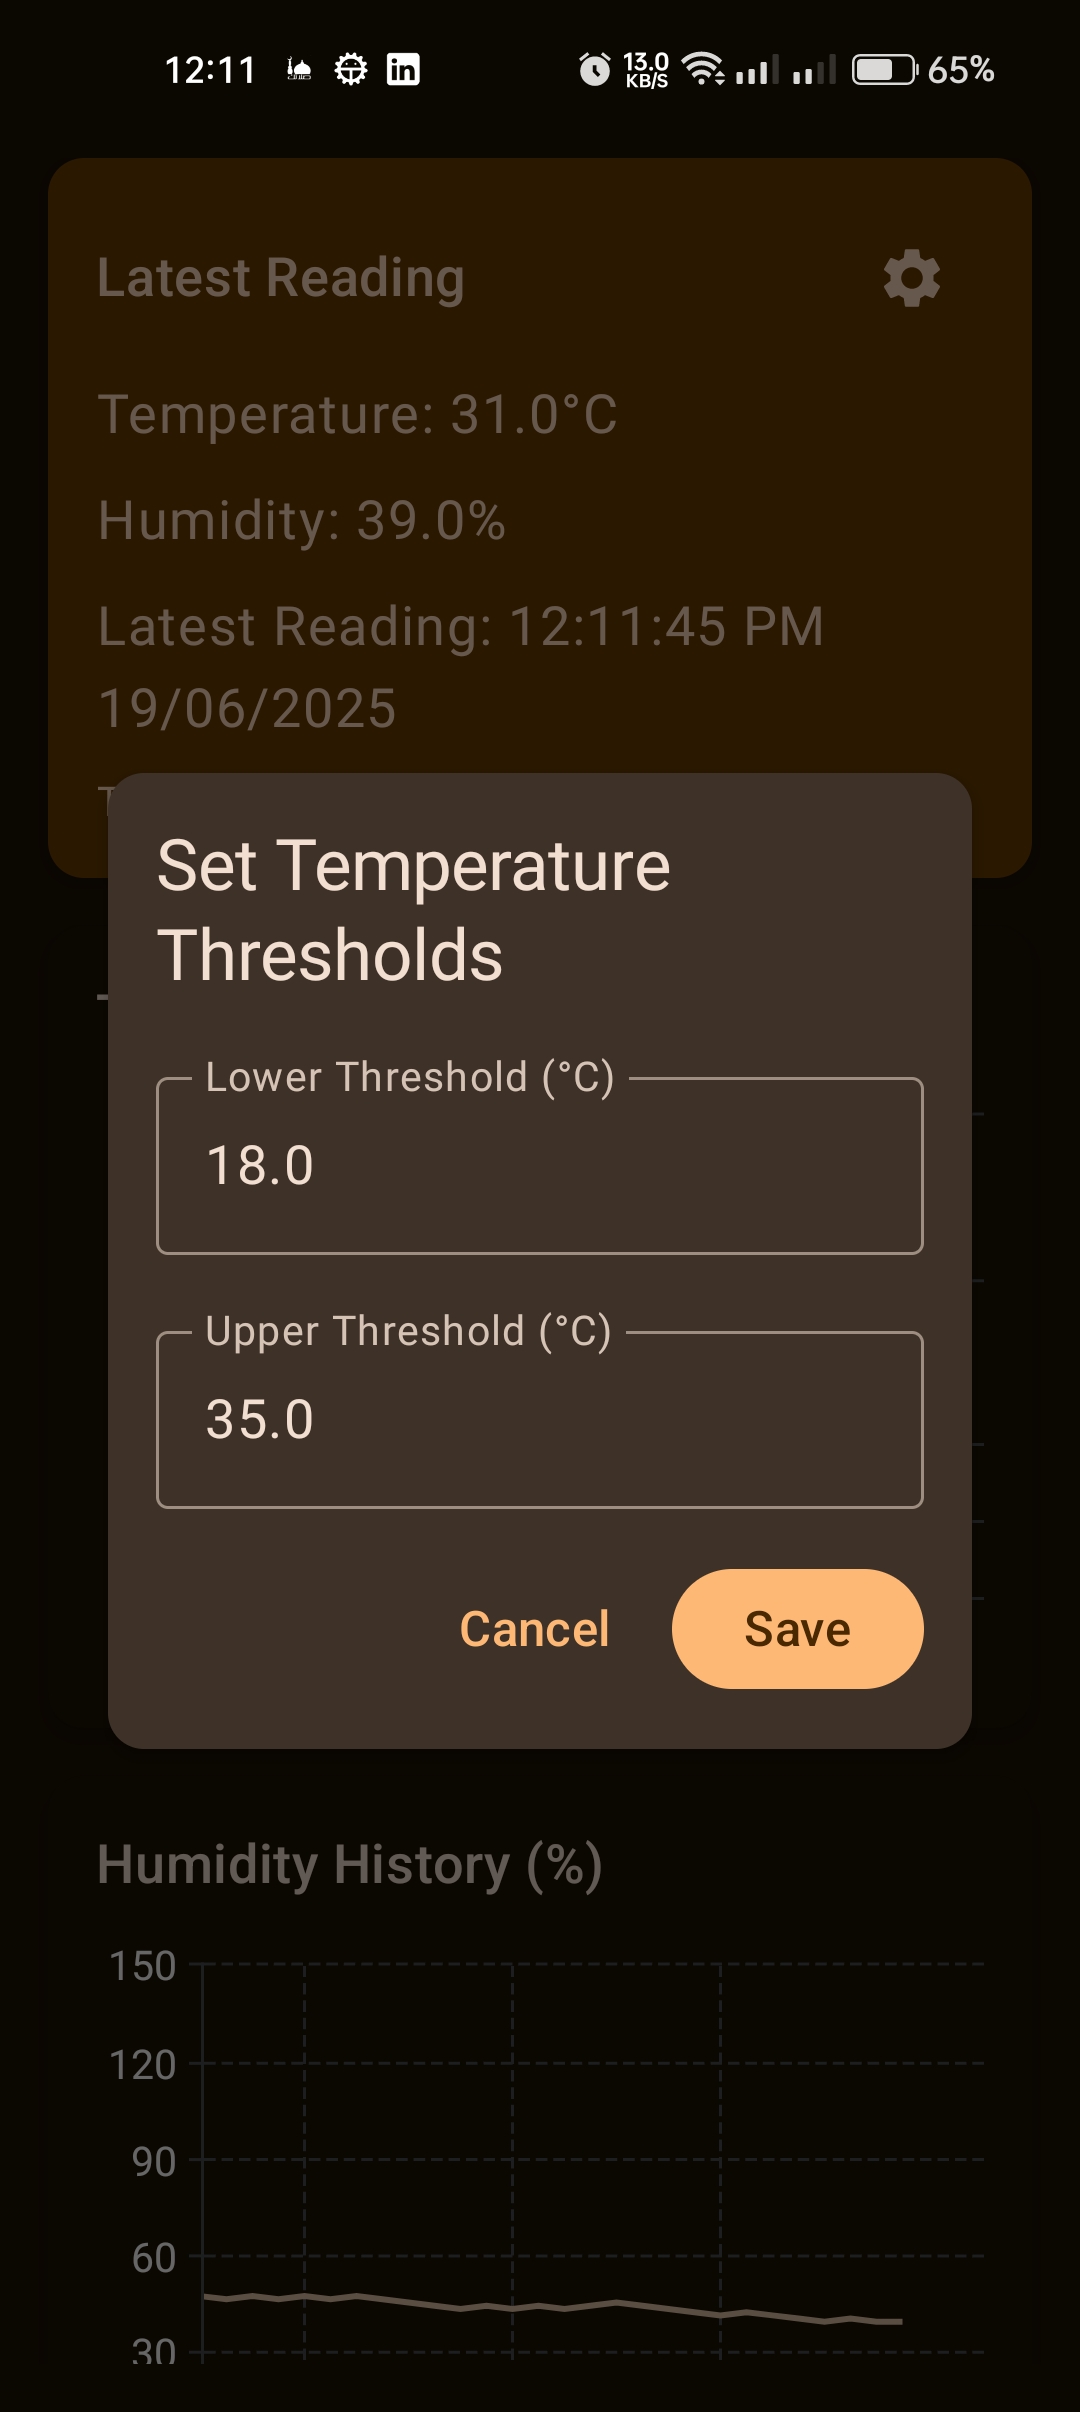 12:11 in 13.0 KB/S 65%
Latest Reading
Temperature: 31.0°C
Humidity: 39.0%
Latest Reading: 12:11:45 PM
19/06/2025
Set Temperature
Thresholds
Lower Threshold (°C)
18.0
Upper Threshold (°C)
35.0
Cancel Save
Humidity History (%)
150
120
90
60
30